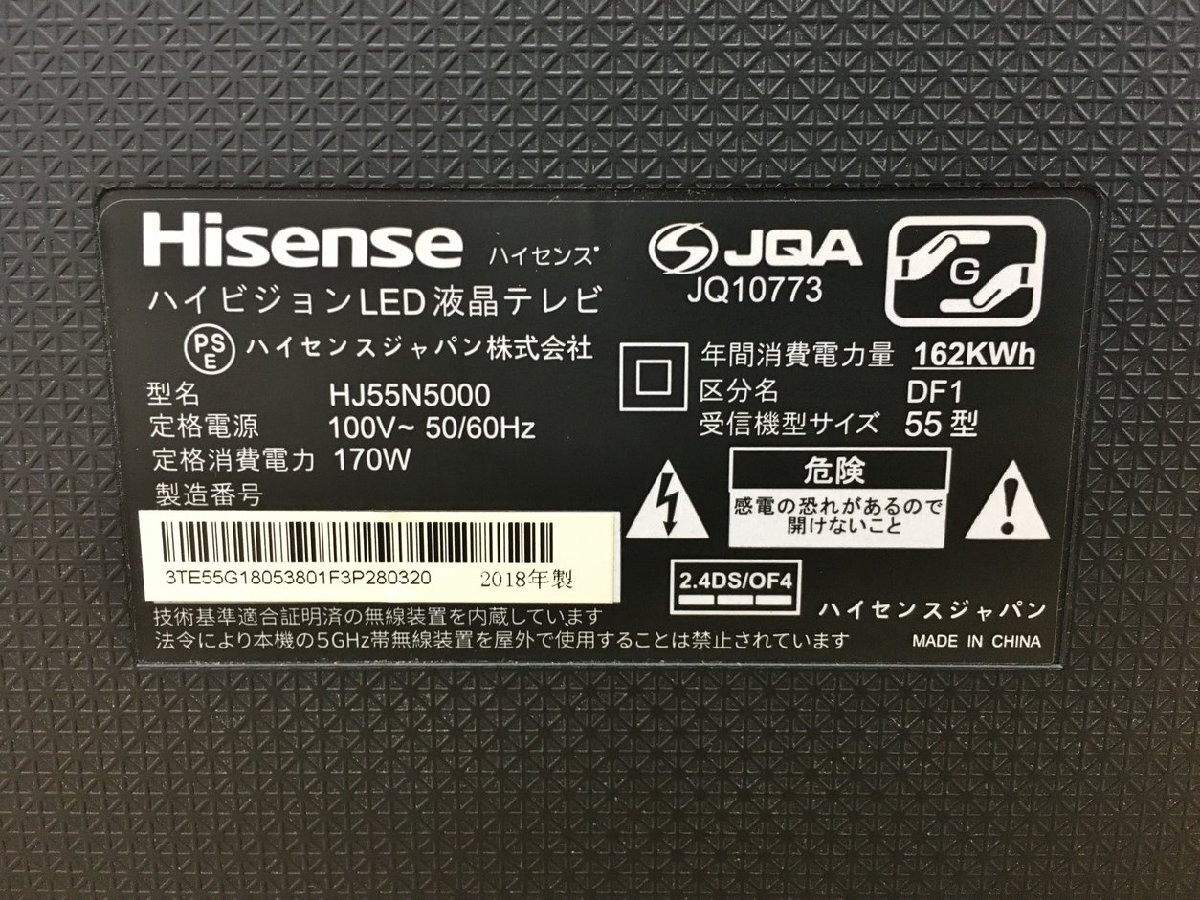 Hisense ハイセンス
ハイビジョンLED液晶テレビ
PSE ハイセンスジャパン株式会社
型名 HJ55N5000
定格電源 100V~ 50/60Hz
定格消費電力 170W
製造番号
3TE55G18053801F3P280320 2018年製
技術基準適合証明済の無線装置を内蔵しています
法令により本機の5GHz帯無線装置を屋外で使用することは禁止されています
JQA
JQ10773
G
年間消費電力量 162KWh
区分名 DF1
受信機型サイズ 55型
危険
感電の恐れがあるので
開けないこと
!
2.4DS/OF4
ハイセンスジャパン
MADE IN CHINA